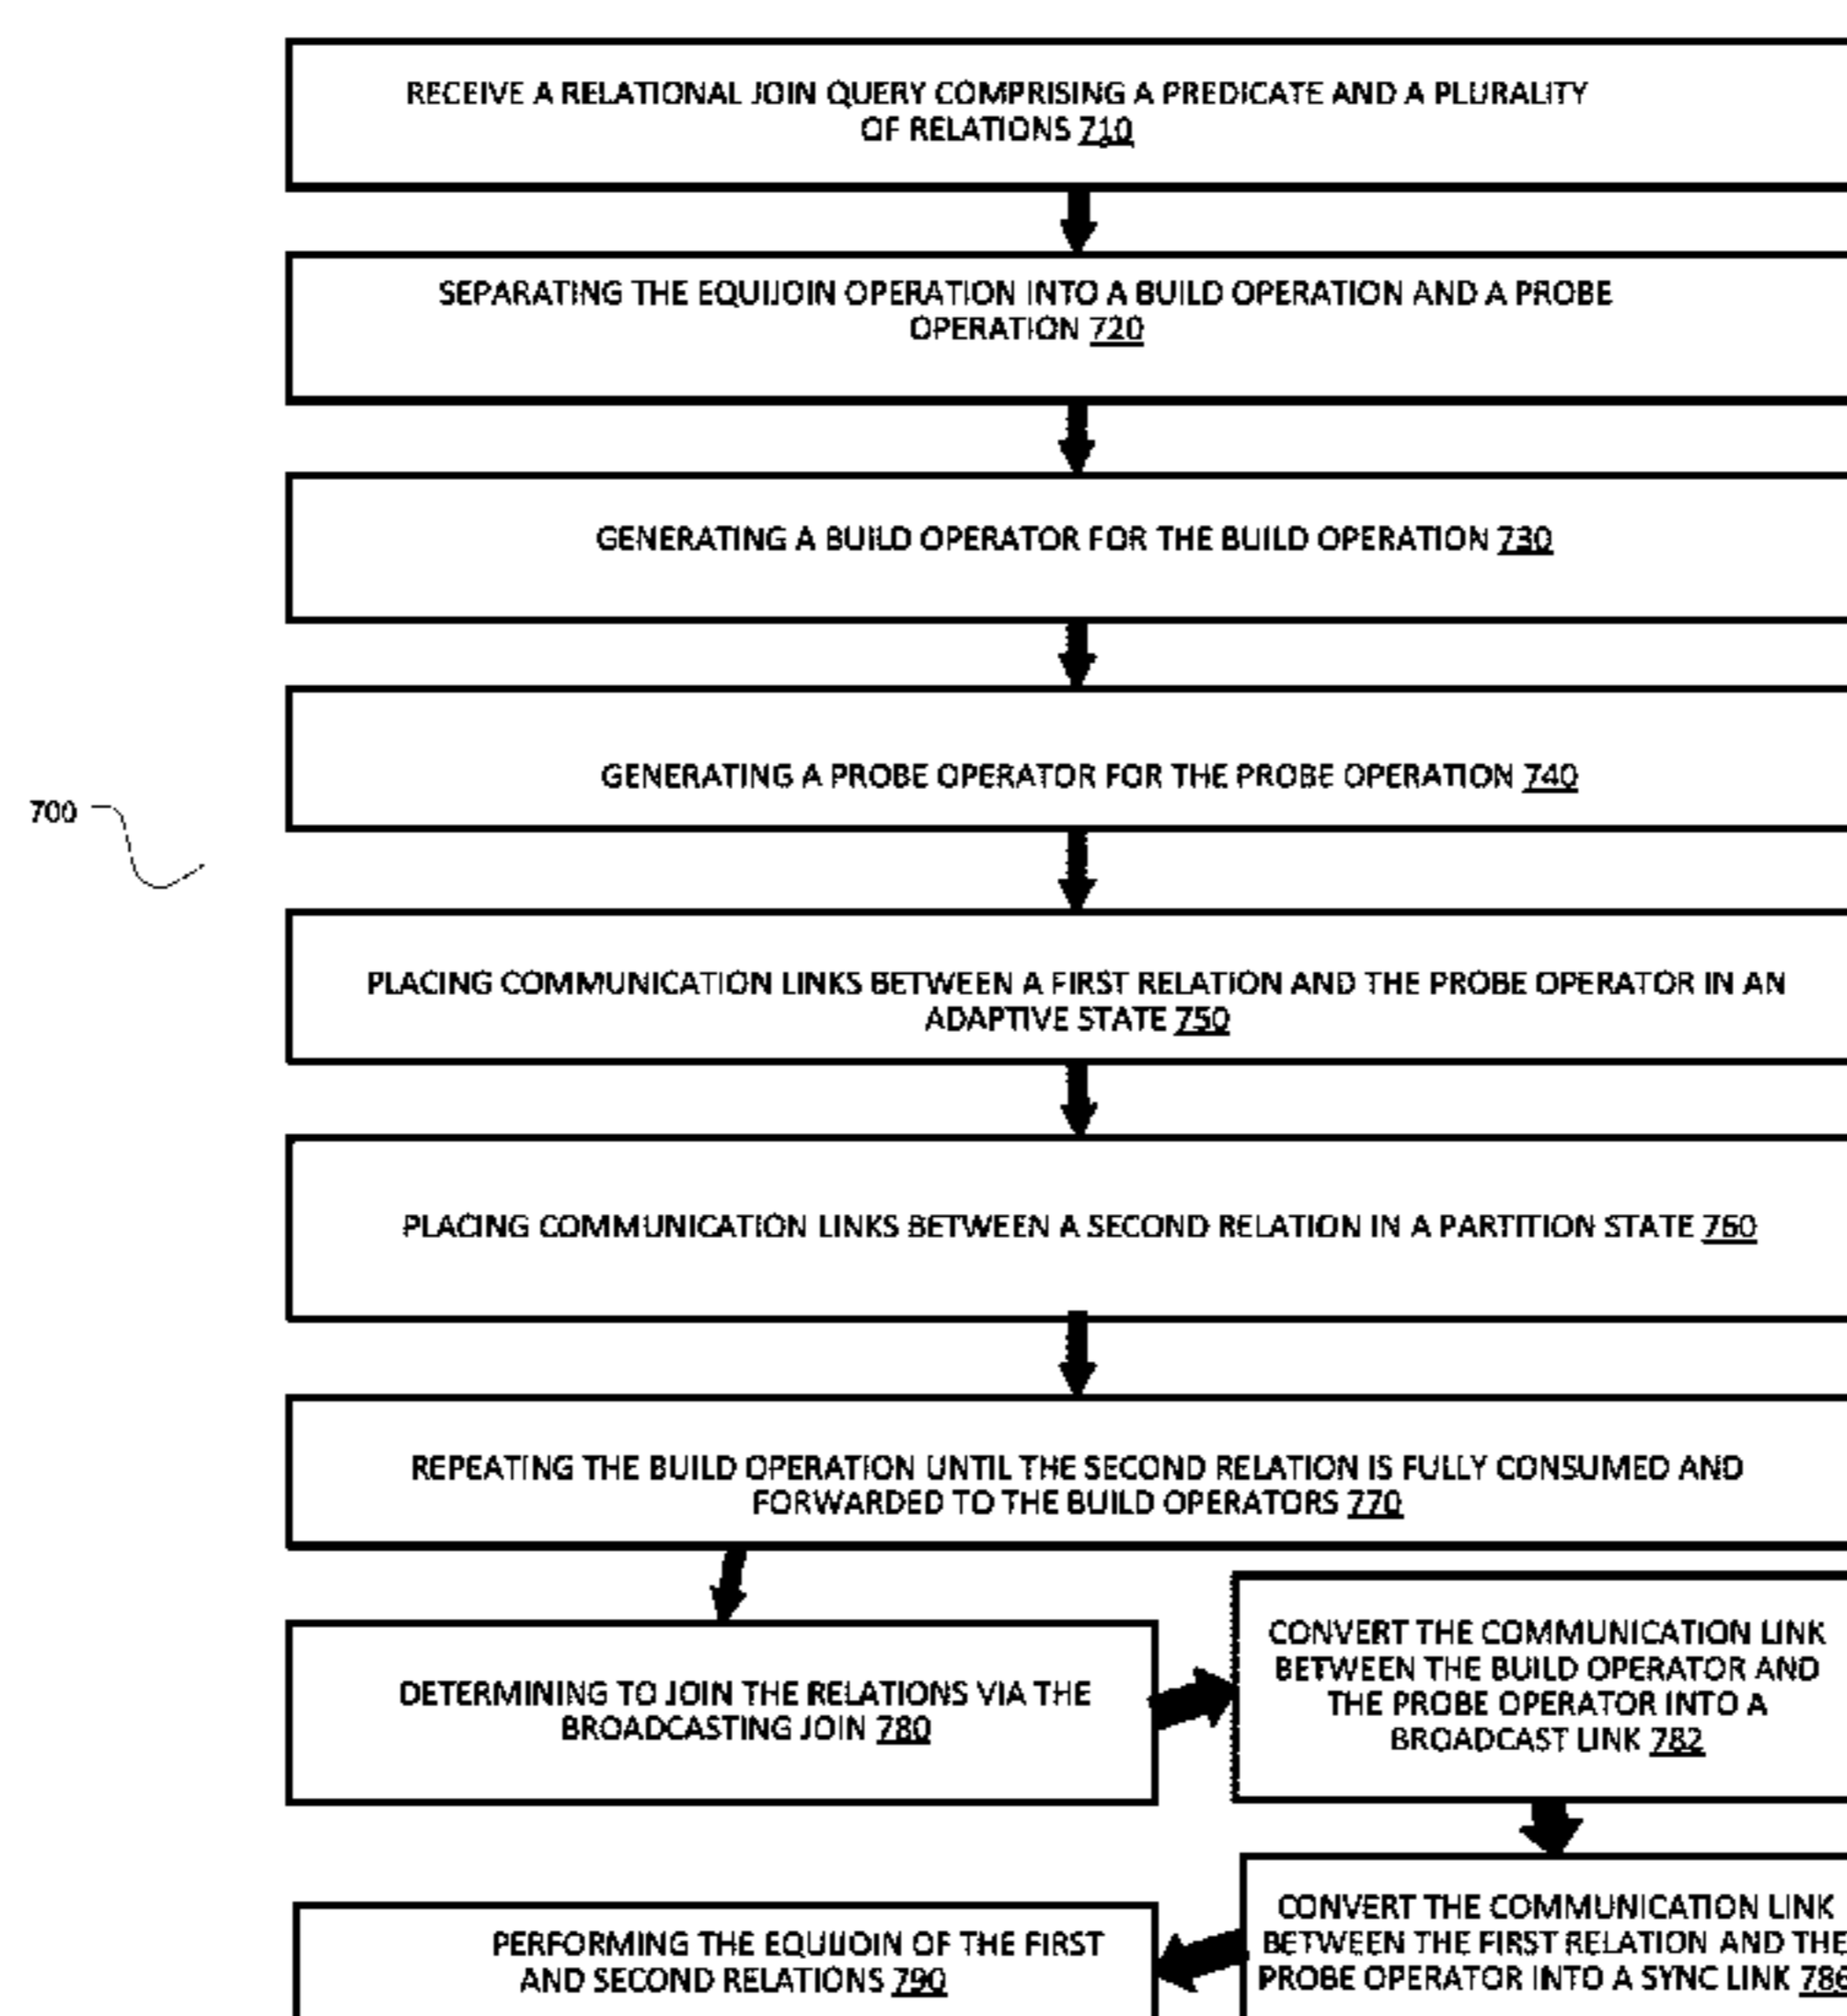 RECEIVE A RELATIONAL JOIN QUERY COMPRISING A PREDICATE AND A PLURALITY
OF RELATIONS 710
SEPARATING THE EQUIJOIN OPERATION INTO A BUILD OPERATION AND A PROBE
OPERATION 720
GENERATING A BUILD OPERATOR FOR THE BUILD OPERATION 730
GENERATING A PROBE OPERATOR FOR THE PROBE OPERATION 740
700
PLACING COMMUNICATION LINKS BETWEEN A FIRST RELATION AND THE PROBE OPERATOR IN AN
ADAPTIVE STATE 750
PLACING COMMUNICATION LINKS BETWEEN A SECOND RELATION IN A PARTITION STATE 760
REPEATING THE BUILD OPERATION UNTIL THE SECOND RELATION IS FULLY CONSUMED AND
FORWARDED TO THE BUILD OPERATORS 770
DETERMINING TO JOIN THE RELATIONS VIA THE
BROADCASTING JOIN 780
CONVERT THE COMMUNICATION LINK
BETWEEN THE BUILD OPERATOR AND
THE PROBE OPERATOR INTO A
BROADCAST LINK 782
CONVERT THE COMMUNICATION LINK
BETWEEN THE FIRST RELATION AND THE
PROBE OPERATOR INTO A SYNC LINK 786
PERFORMING THE EQUIJOIN OF THE FIRST
AND SECOND RELATIONS 790